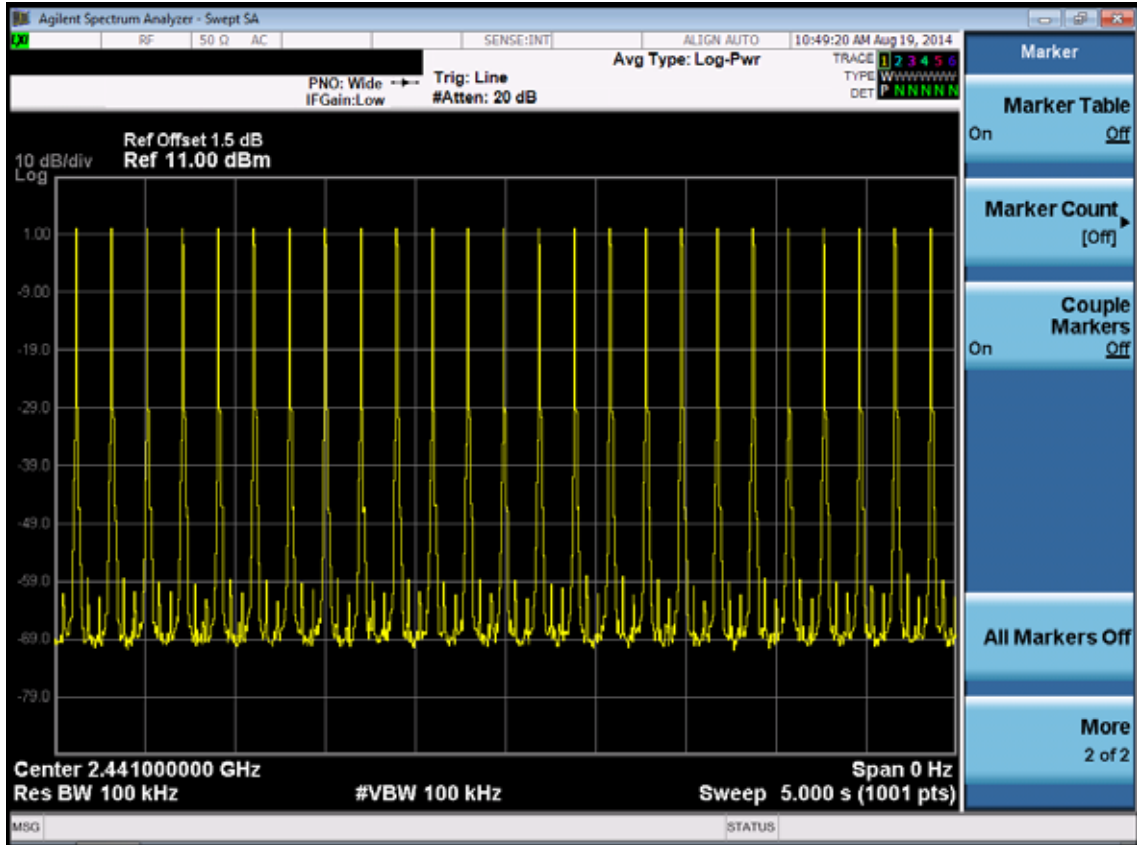 Agilent Spectrum Analyzer - Swept SA
LXI RF 50 Ω AC SENSE:INT ALIGN AUTO 10:49:20 AM Aug 19, 2014
Avg Type: Log-Pwr
TRACE 1 2 3 4 5 6
TYPE WWWWWW
DET P N N N N N
PNO: Wide
IFGain:Low
Trig: Line
#Atten: 20 dB
Ref Offset 1.5 dB
Ref 11.00 dBm
10 dB/div
Log
1.00
-9.00
-19.0
-29.0
-39.0
-49.0
-59.0
-69.0
-79.0
Center 2.441000000 GHz
Span 0 Hz
Res BW 100 kHz
#VBW 100 kHz
Sweep 5.000 s (1001 pts)
MSG
STATUS
Marker
Marker Table
On Off
Marker Count
[Off]
Couple
Markers
On Off
All Markers Off
More
2 of 2